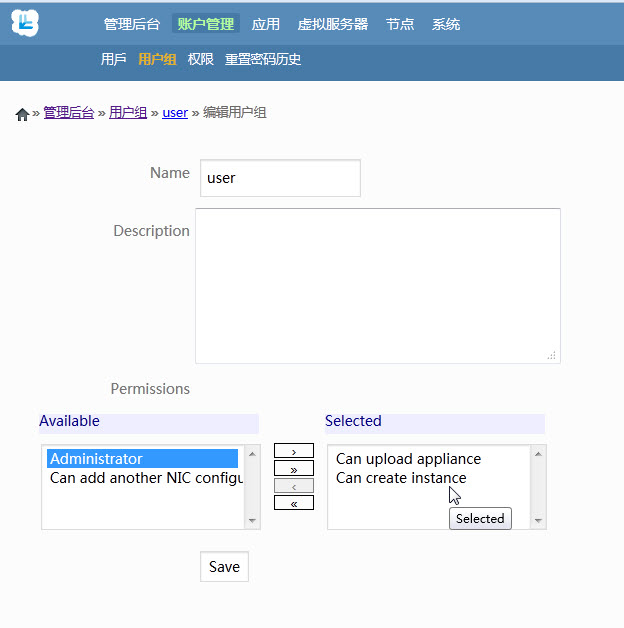 管理后台 账户管理 应用 虚拟服务器 节点 系统
用戶 用户组 权限 重置密码历史
» 管理后台 » 用户组 » user » 编辑用户组
Name
user
Description
Permissions
Available
Selected
Administrator
Can add another NIC configu
›
»
‹
«
Can upload appliance
Can create instance
Selected
Save